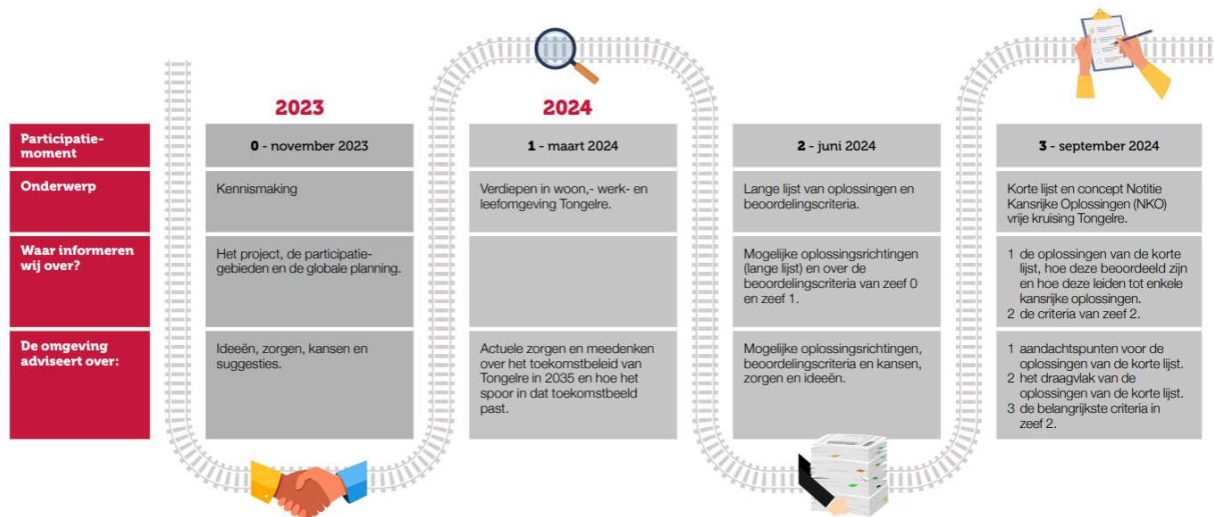 2023
2024
Participatie-
moment
0 - november 2023
1 - maart 2024
2 - juni 2024
3 - september 2024
Onderwerp
Kennismaking
Verdiepen in woon,- werk- en
leefomgeving Tongelre.
Lange lijst van oplossingen en
beoordelingscriteria.
Korte lijst en concept Notitie
Kansrijke Oplossingen (NKO)
vrije kruising Tongelre.
Waar informeren
wij over?
Het project, de participatie-
gebieden en de globale planning.
Mogelijke oplossingsrichtingen
(lange lijst) en over de
beoordelingscriteria van zeef 0
en zeef 1.
1 de oplossingen van de korte
lijst, hoe deze beoordeeld zijn
en hoe deze leiden tot enkele
kansrijke oplossingen.
2 de criteria van zeef 2.
De omgeving
adviseert over:
Ideeën, zorgen, kansen en
suggesties.
Actuele zorgen en meedenken
over het toekomstbeleid van
Tongelre in 2035 en hoe het
spoor in dat toekomstbeeld
past.
Mogelijke oplossingsrichtingen,
beoordelingscriteria en kansen,
zorgen en ideeën.
1 aandachtspunten voor de
oplossingen van de korte lijst.
2 het draagvlak van de
oplossingen van de korte lijst.
3 de belangrijkste criteria in
zeef 2.